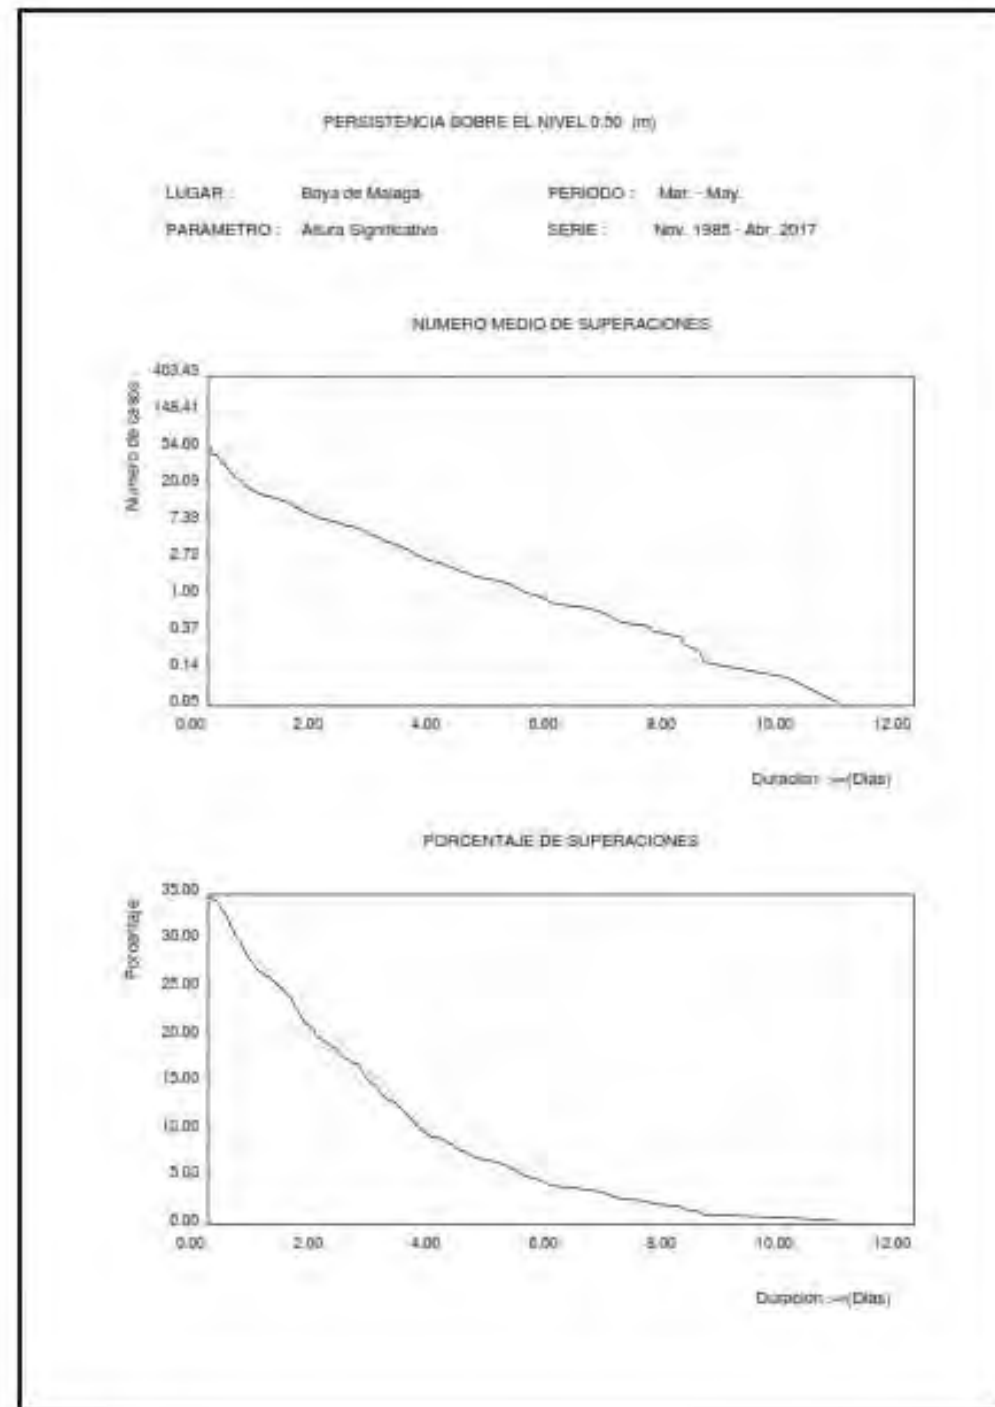 PERSISTENCIA SOBRE EL NIVEL 0.50 (m)
LUGAR : Boya de Malaga PERIODO : Mar. - May.
PARAMETRO : Altura Significativa SERIE : Nov. 1985 - Abr. 2017
NUMERO MEDIO DE SUPERACIONES
Numero de casos
403.43
148.41
54.60
20.09
7.39
2.72
1.00
0.37
0.14
0.05
0.00 2.00 4.00 6.00 8.00 10.00 12.00
Duracion (Dias)
PORCENTAJE DE SUPERACIONES
Porcentaje
35.00
30.00
25.00
20.00
15.00
10.00
5.00
0.00
0.00 2.00 4.00 6.00 8.00 10.00 12.00
Duracion (Dias)